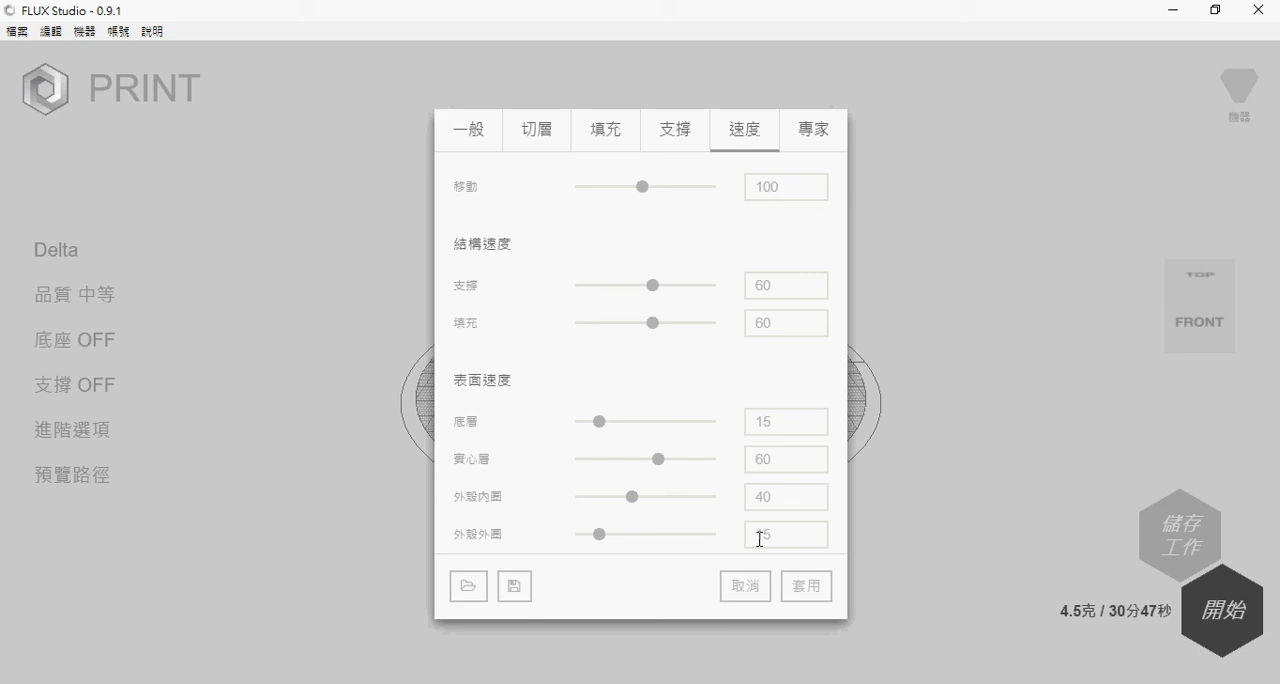 FLUX Studio - 0.9.1
檔案 編輯 機器 帳號 說明
PRINT
機器
一般 切層 填充 支撐 速度 專家
移動 100
結構速度
支撐 60
填充 60
表面速度
底層 15
實心層 60
外殼內圈 40
外殼外圈 15
取消 套用
Delta
品質 中等
底座 OFF
支撐 OFF
進階選項
預覽路徑
TOP
FRONT
儲存
工作
4.5克 / 30分47秒
開始